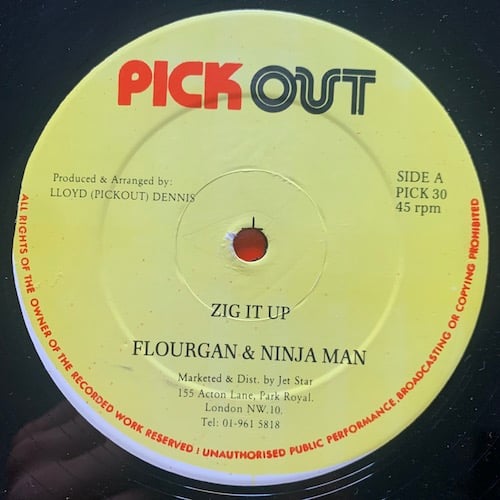 PICK OUT
Produced & Arranged by:
LLOYD (PICKOUT) DENNIS
SIDE A
PICK 30
45 rpm
ZIG IT UP
FLOURGAN & NINJA MAN
Marketed & Dist. by Jet Star
155 Acton Lane, Park Royal.
London NW.10.
Tel: 01-961 5818
ALL RIGHTS OF THE OWNER OF THE RECORDED WORK RESERVED / UNAUTHORISED PUBLIC PERFORMANCE, BROADCASTING OR COPYING PROHIBITED